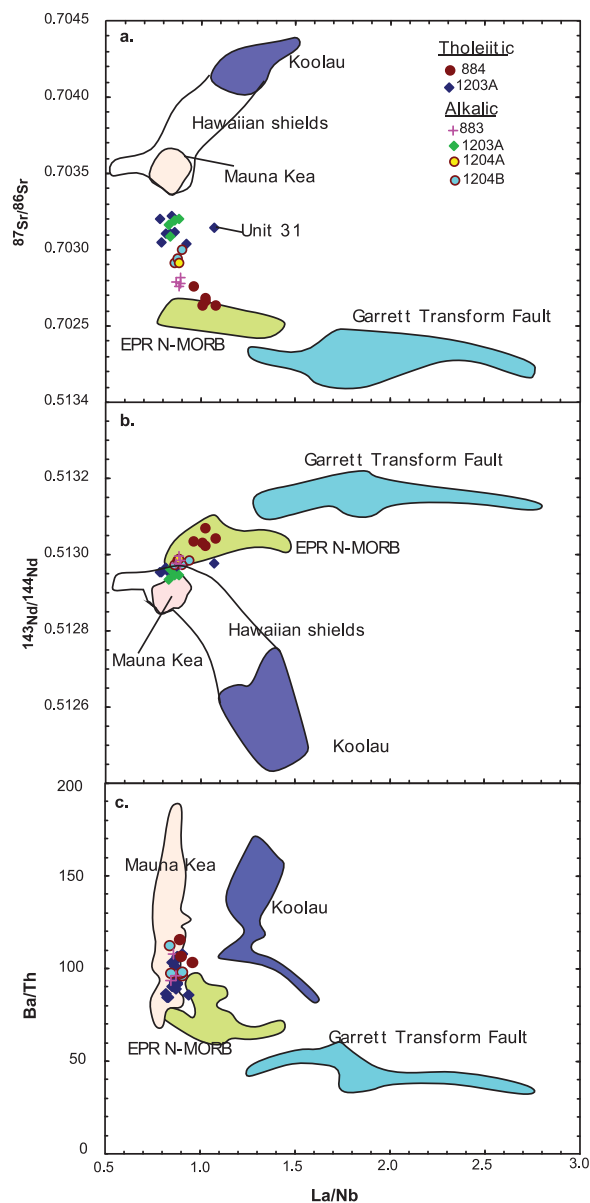 0.7045
a.
Koolau
Tholeiitic
884
1203A
0.7040
Alkalic
Hawaiian shields
883
1203A
0.7035
Mauna Kea
1204A
1204B
87Sr/86Sr
Unit 31
0.7030
0.7025
Garrett Transform Fault
EPR N-MORB
0.5134
b.
Garrett Transform Fault
0.5132
EPR N-MORB
0.5130
143Nd/144Nd
Hawaiian shields
0.5128
Mauna Kea
0.5126
Koolau
200
c.
Mauna Kea
150
Koolau
100
Ba/Th
EPR N-MORB
Garrett Transform Fault
50
0
0.5 1.0 1.5 2.0 2.5 3.0
La/Nb